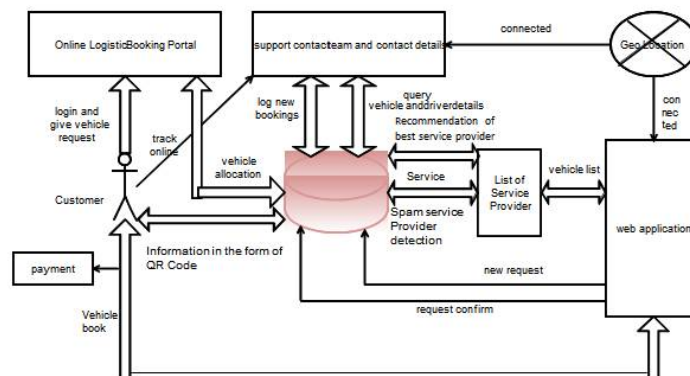 Online LogisticBooking Portal
support contactteam and contact details
connected
Geo Location
login and
give vehicle
request
log new
bookings
query
vehicle anddriverdetails
Recommendation of
best service provider
con
nec
ted
track
online
vehicle
allocation
Service
List of
Service
Provider
vehicle list
Customer
Spam service
Provider
detection
web application
Information in the form of
QR Code
payment
new request
request confirm
Vehicle
book